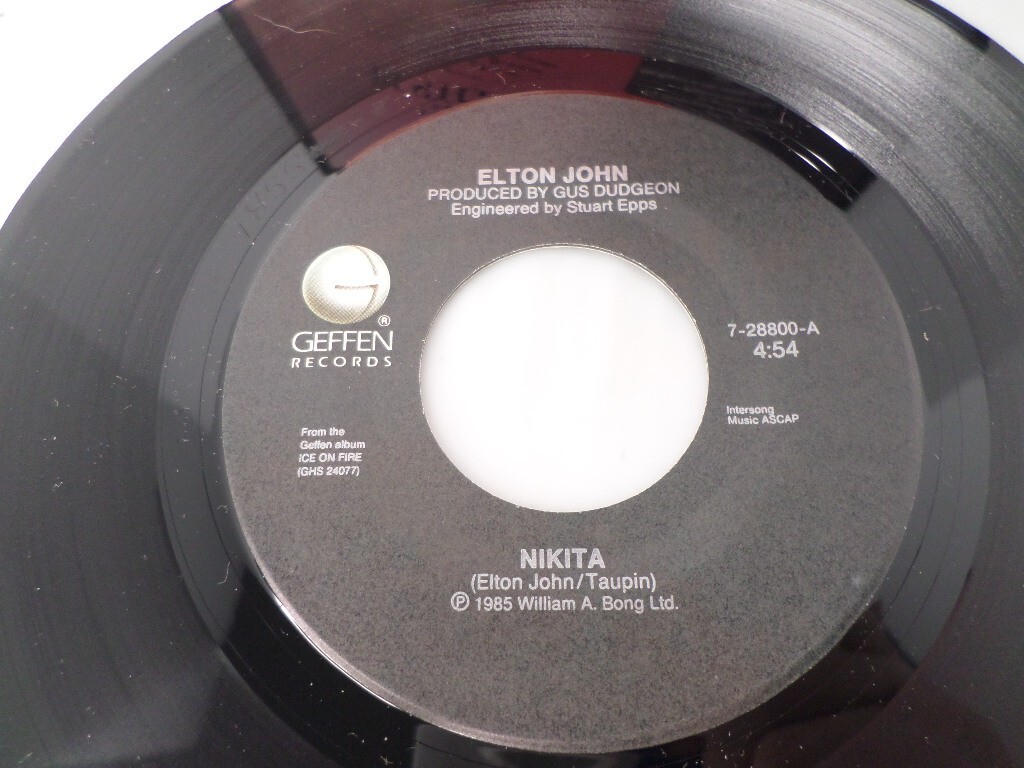 ELTON JOHN
PRODUCED BY GUS DUDGEON
Engineered by Stuart Epps
GEFFEN®
RECORDS
7-28800-A
4:54
From the
Geffen album
ICE ON FIRE
(GHS 24077)
Intersong
Music ASCAP
NIKITA
(Elton John/Taupin)
℗ 1985 William A. Bong Ltd.